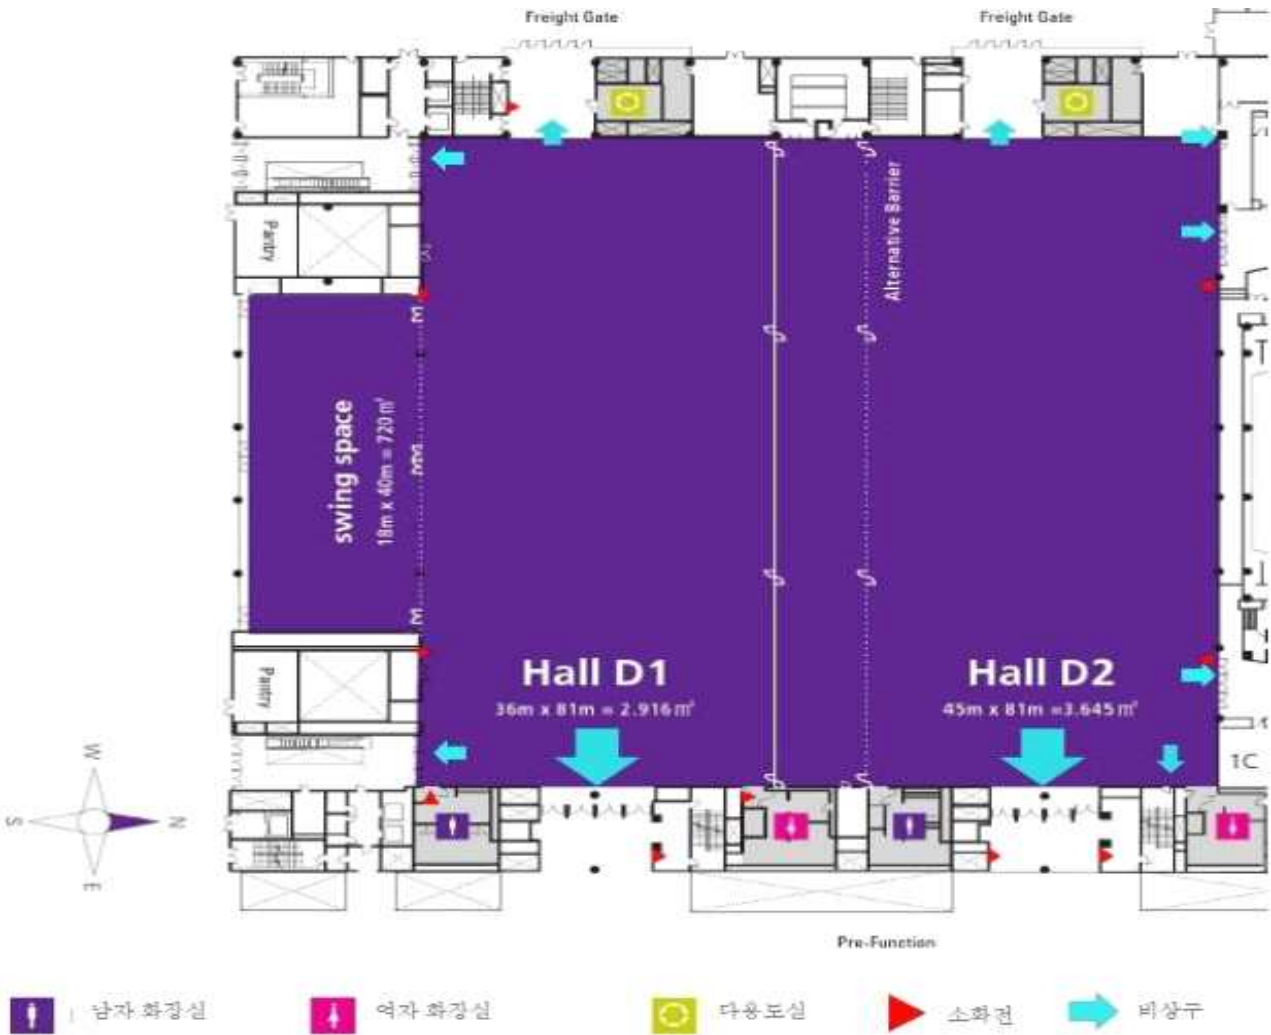 Freight Gate
Freight Gate
Alternative Barrier
Pantry
swing space
18m x 40m = 720㎡
Hall D1
36m x 81m = 2.916㎡
Hall D2
45m x 81m =3.645㎡
Pantry
1C
W
S
N
E
Pre-Function
남자 화장실
여자 화장실
다용도실
소화전
비상구